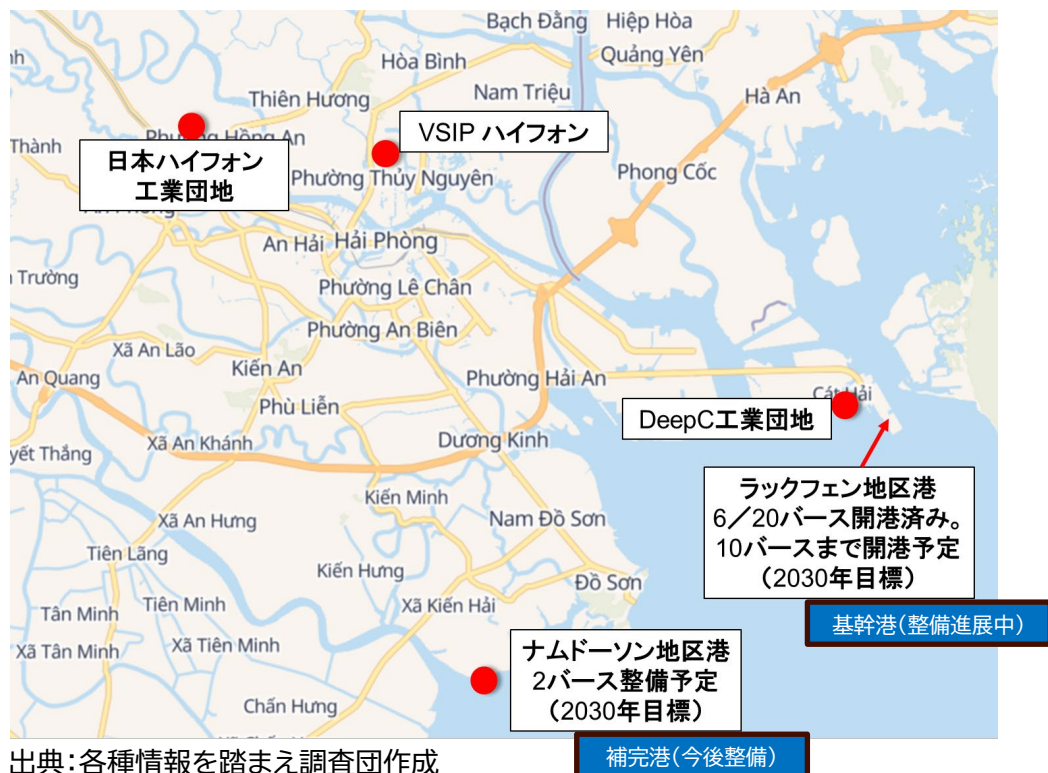 Bạch Đằng
Hiệp Hòa
Quảng Yên
Hòa Bình
Thiên Hương
Nam Triệu
Hà An
Thành
VSIP ハイフォン
日本ハイフォン
工業団地
Phường Thủy Nguyên
Phong Cốc
An Hải
Hải Phòng
Trường
Phường Lê Chân
Phường An Biên
Xã An Lão
Kiến An
An Quang
Phường Hải An
Cát Hải
Phù Liễn
DeepC工業団地
Xã An Khánh
Dương Kinh
yết Thắng
ラックフェン地区港
6／20バース開港済み。
10バースまで開港予定
（2030年目標）
基幹港(整備進展中)
Kiến Minh
Nam Đồ Sơn
Xã An Hưng
Tiên Lãng
Kiến Hưng
Đồ Sơn
Tân Minh
Tiên Minh
Xã Kiến Hải
Xã Tân Minh
Xã Tiên Minh
ナムドーソン地区港
2バース整備予定
（2030年目標）
Chấn Hưng
補完港(今後整備)
出典：各種情報を踏まえ調査団作成